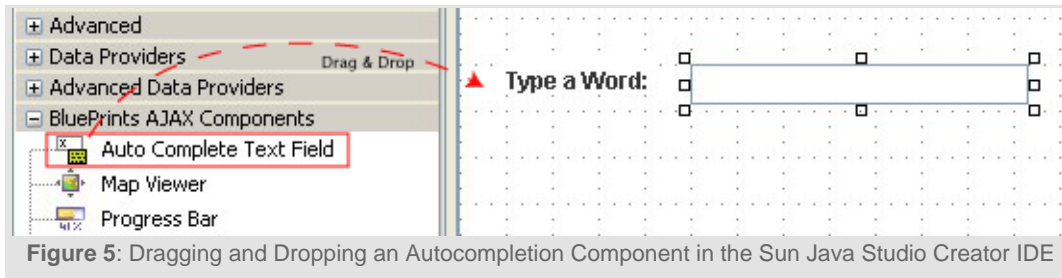 Advanced
Data Providers
Drag & Drop
Advanced Data Providers
BluePrints AJAX Components
Auto Complete Text Field
Map Viewer
Progress Bar
Type a Word:
Figure 5: Dragging and Dropping an Autocompletion Component in the Sun Java Studio Creator IDE